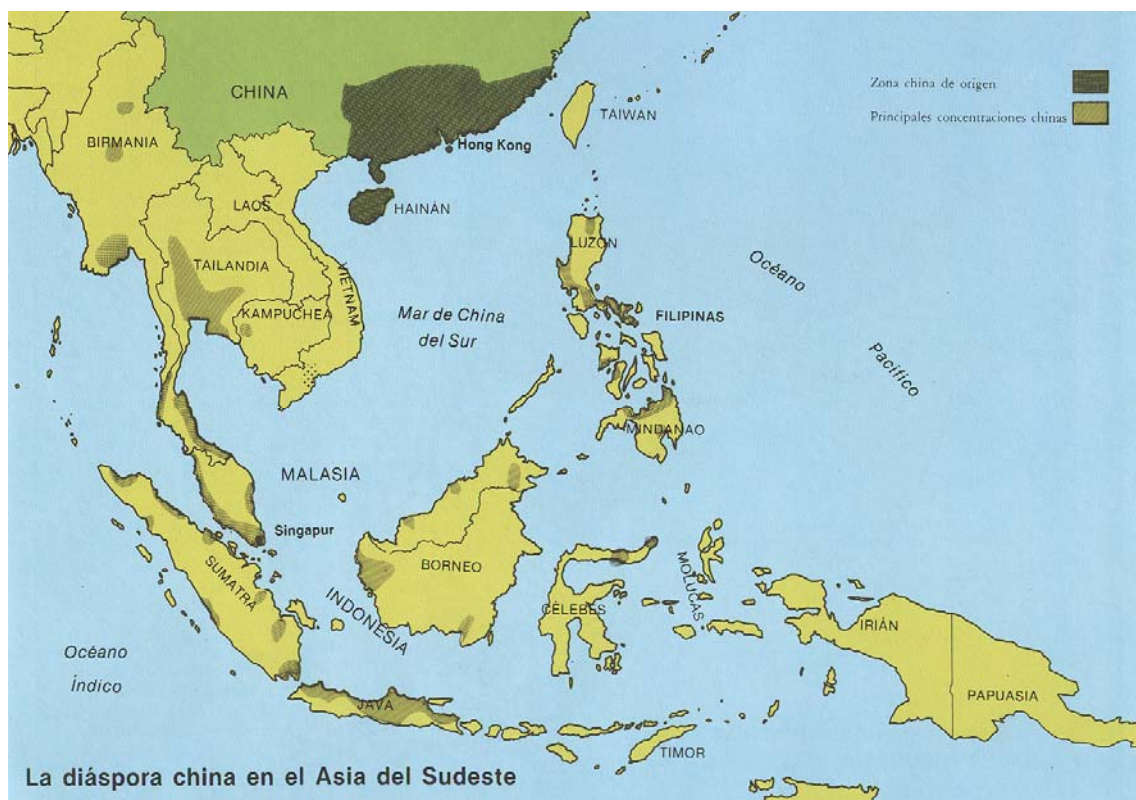 Zona china de origen
Principales concentraciones chinas
CHINA
TAIWAN
BIRMANIA
Hong Kong
LAOS
HAINÁN
LUZÓN
TAILANDIA
VIETNAM
Océano
Pacífico
KAMPUCHEA
Mar de China
del Sur
FILIPINAS
MINDANAO
MALASIA
Singapur
SUMATRA
BORNEO
INDONESIA
CÉLEBES
MOLUCAS
IRIÁN
Océano
Índico
JAVA
PAPUASIA
TIMOR
La diáspora china en el Asia del Sudeste